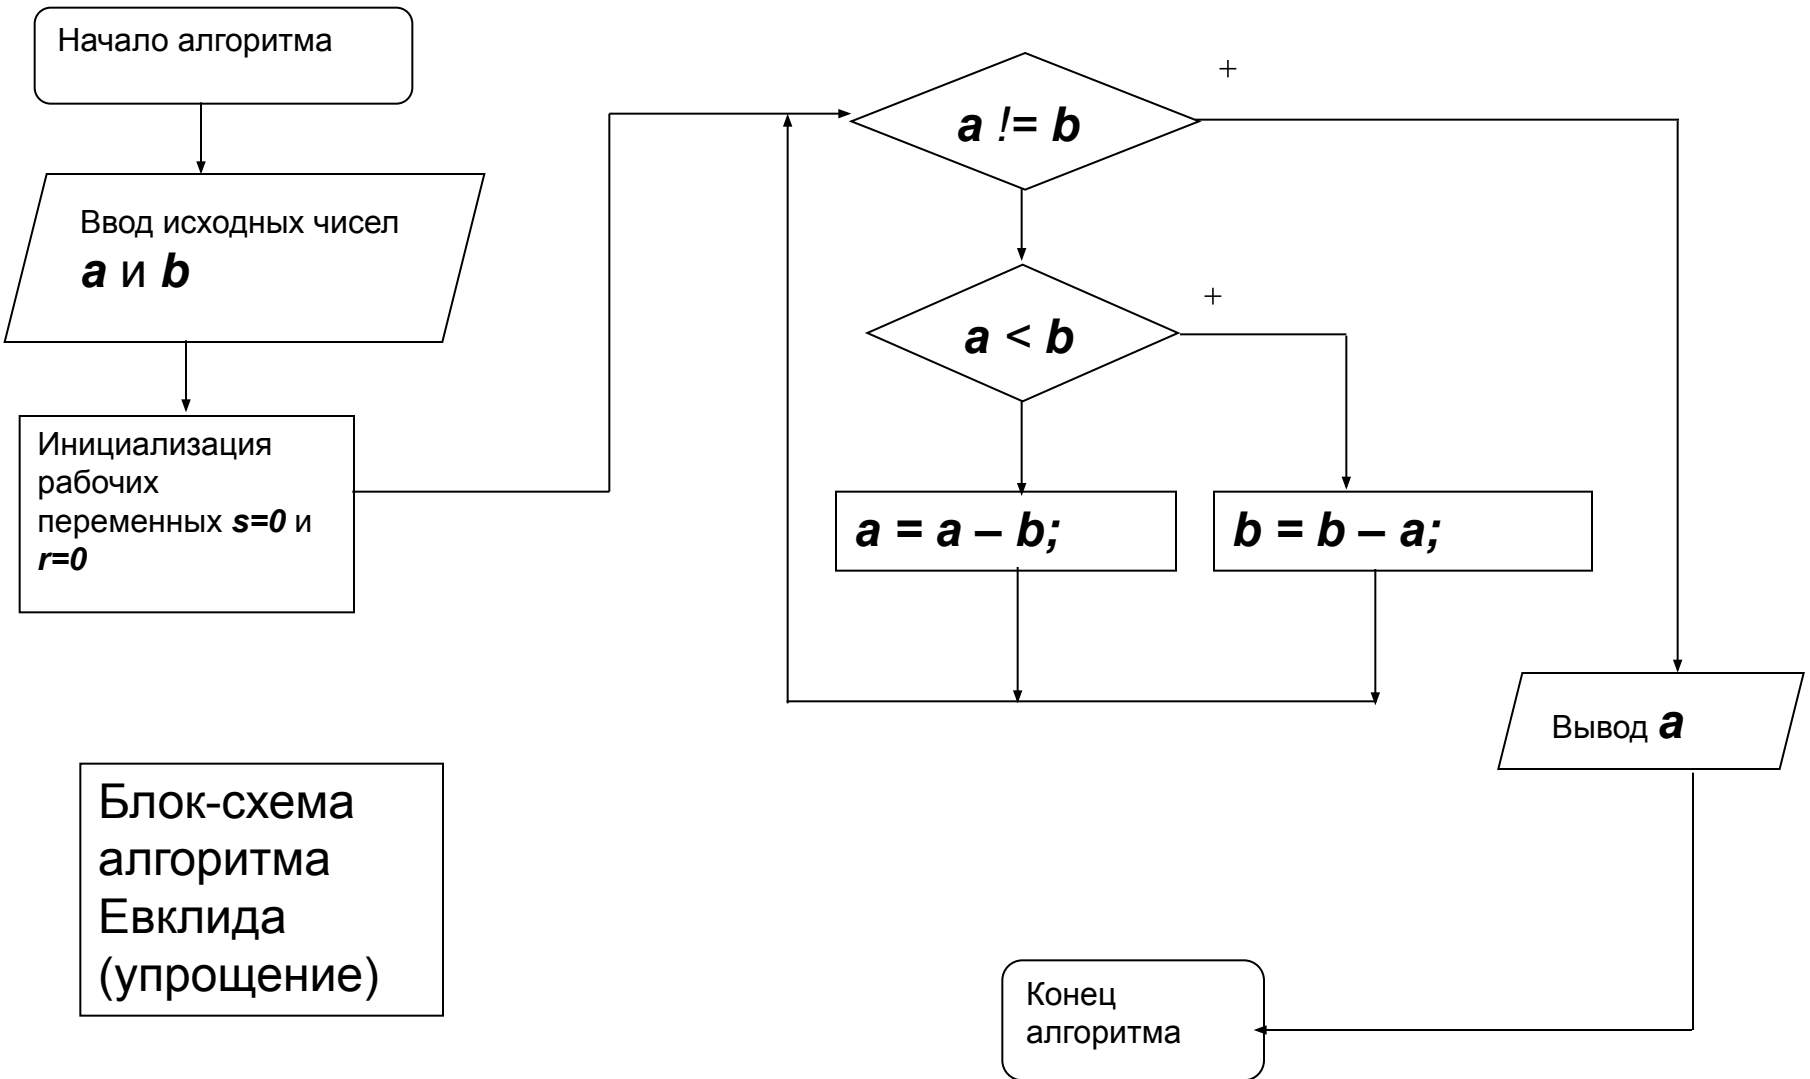 Начало алгоритма
Ввод исходных чисел
a и b
Инициализация
рабочих
переменных s=0 и
r=0
a != b
+
a < b
+
a = a – b;
b = b – a;
Вывод a
Конец
алгоритма
Блок-схема
алгоритма
Евклида
(упрощение)